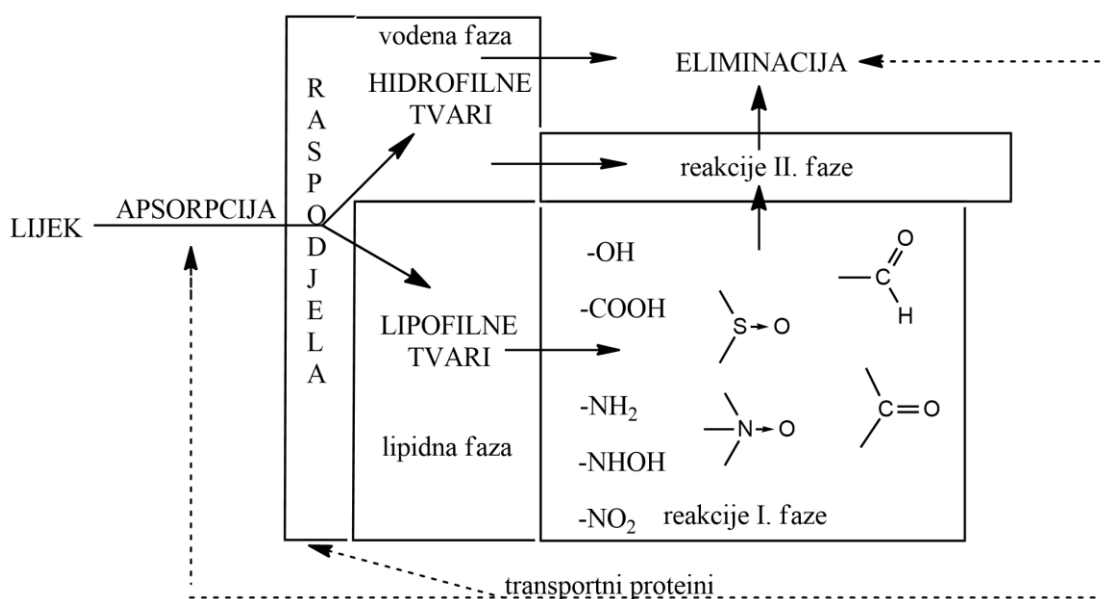 vodena faza
ELIMINACIJA
HIDROFILNE
TVARI
RASPODJELA
reakcije II. faze
LIJEK
APSORPCIJA
-OH
-COOH
C
O
H
S→O
LIPOFILNE
TVARI
-NH2
N→O
C=O
lipidna faza
-NHOH
-NO2
reakcije I. faze
transportni proteini